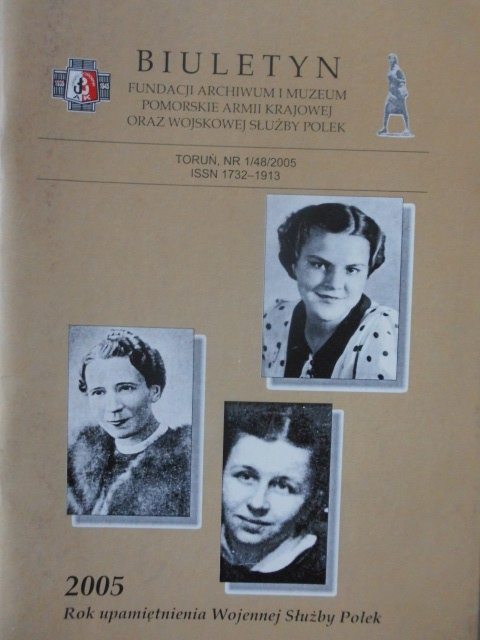 BIULETYN
FUNDACJI ARCHIWUM I MUZEUM
POMORSKIE ARMII KRAJOWEJ
ORAZ WOJSKOWEJ SŁUŻBY POLEK
TORUŃ, NR 1/48/2005
ISSN 1732–1913
2005
Rok upamiętnienia Wojennej Służby Polek